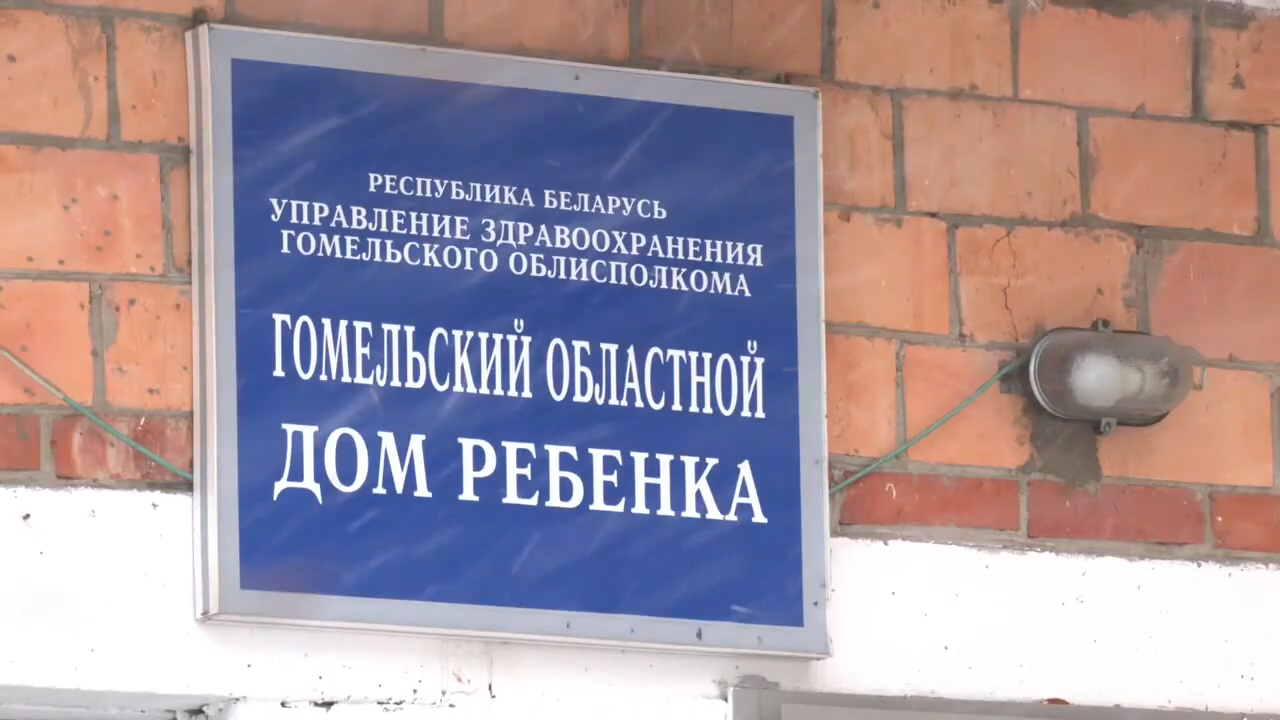 РЕСПУБЛИКА БЕЛАРУСЬ
УПРАВЛЕНИЕ ЗДРАВООХРАНЕНИЯ
ГОМЕЛЬСКОГО ОБЛИСПОЛКОМА
ГОМЕЛЬСКИЙ ОБЛАСТНОЙ
ДОМ РЕБЕНКА